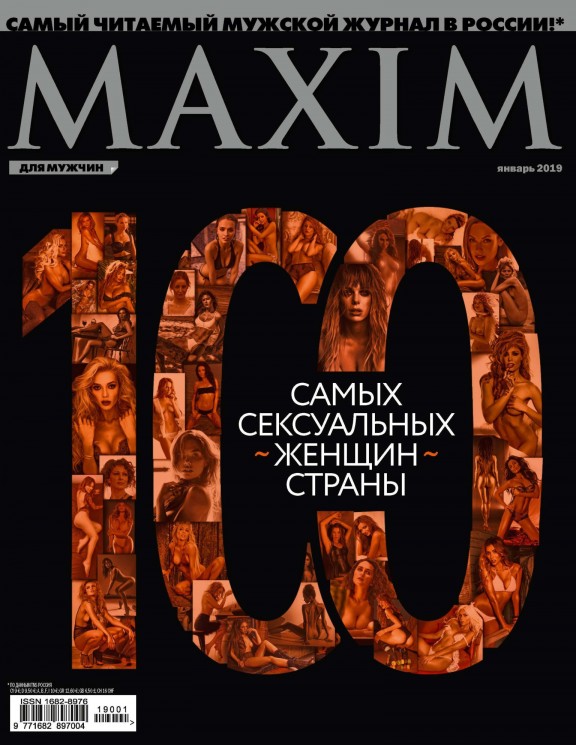 САМЫЙ ЧИТАЕМЫЙ МУЖСКОЙ ЖУРНАЛ В РОССИИ!*
MAXIM
ДЛЯ МУЖЧИН
январь 2019
100
САМЫХ
СЕКСУАЛЬНЫХ
~ ЖЕНЩИН ~
СТРАНЫ
ISSN 1682-8976
19001
9 771682 897004 >